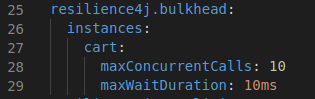 25 resilience4j.bulkhead:
26 instances:
27 cart:
28 maxConcurrentCalls: 10
29 maxWaitDuration: 10ms